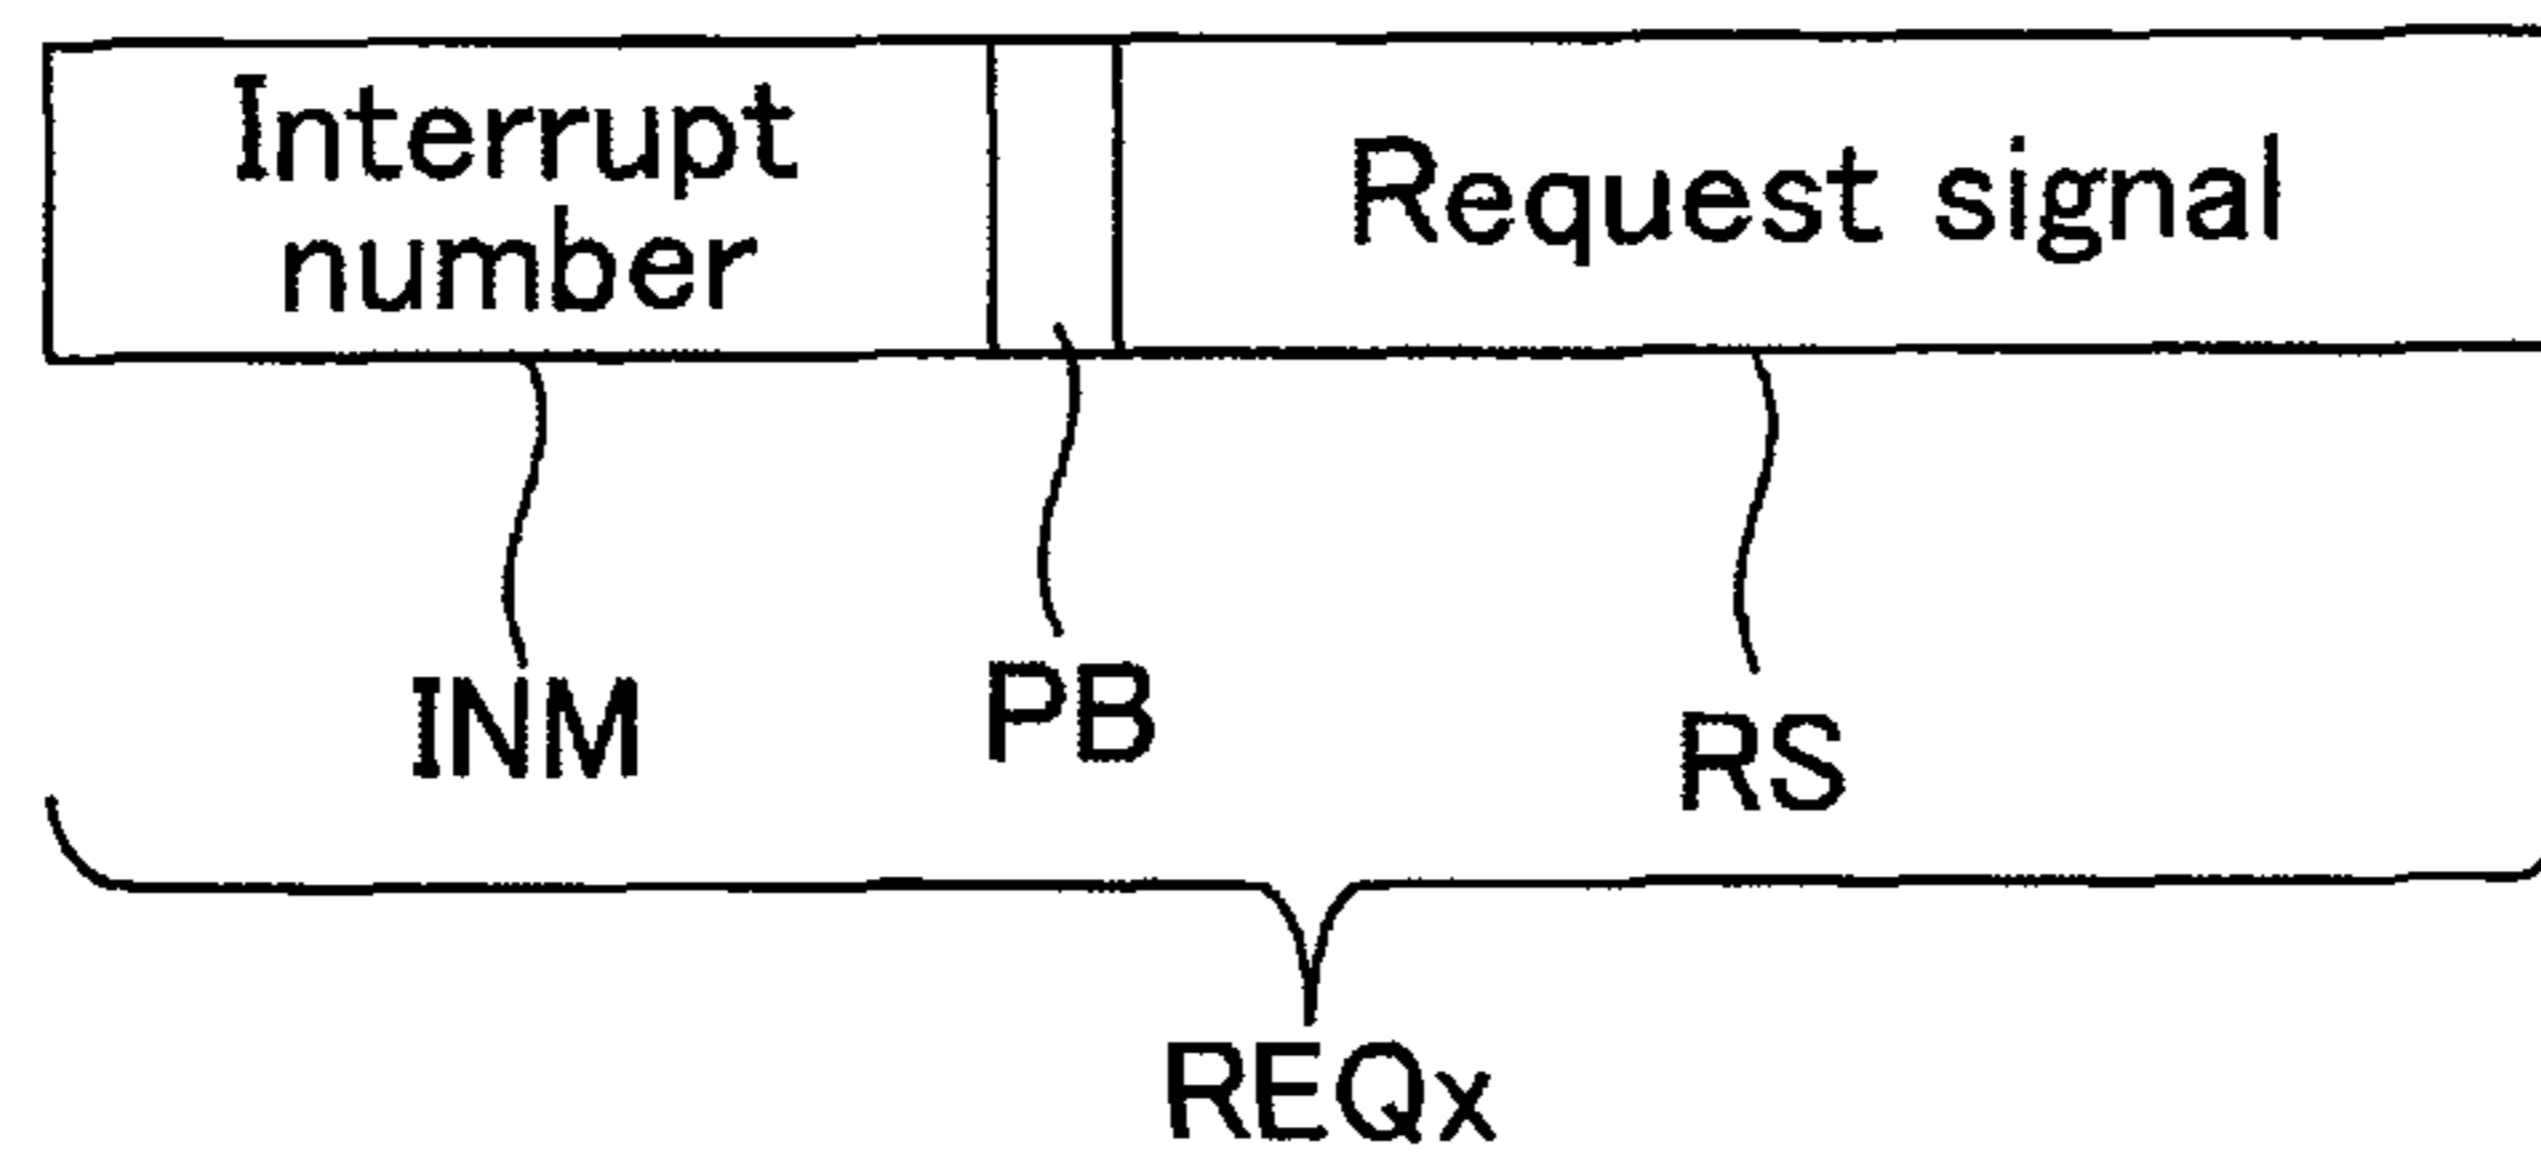 Interrupt
number
Request signal
INM
PB
RS
REQx